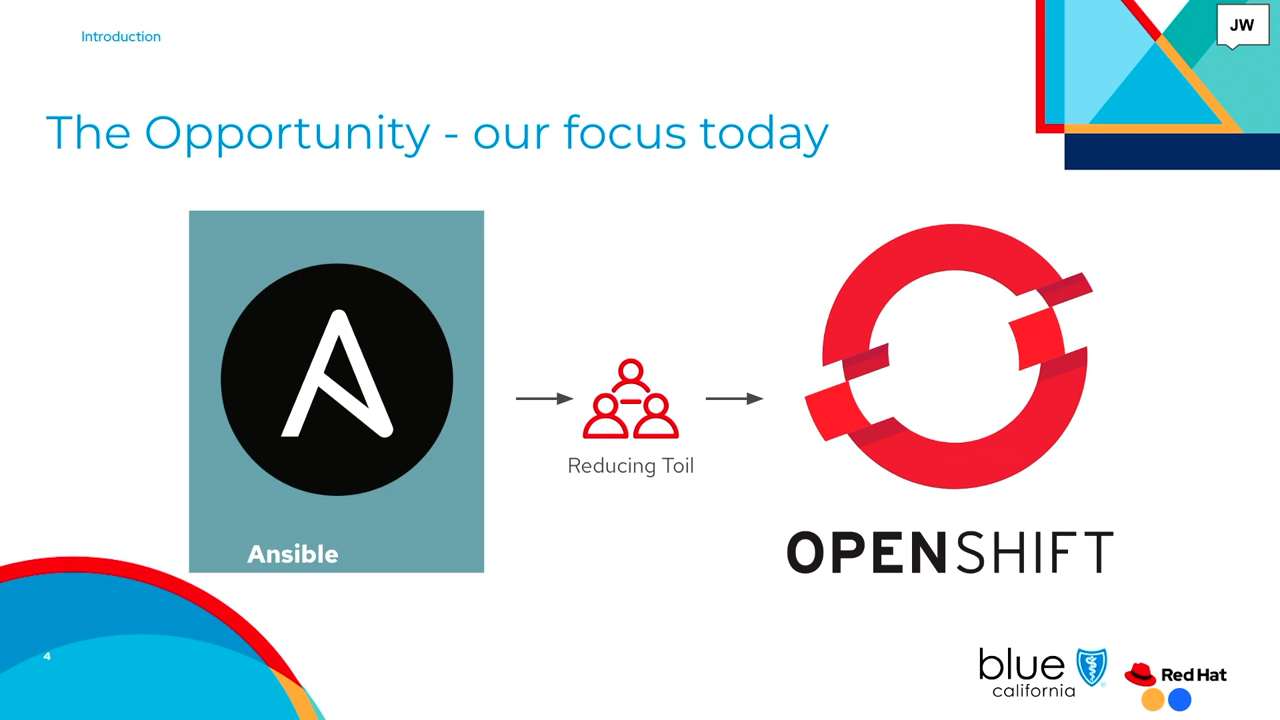 Introduction
JW
The Opportunity - our focus today
Reducing Toil
Ansible
OPENSHIFT
4
blue
california
Red Hat